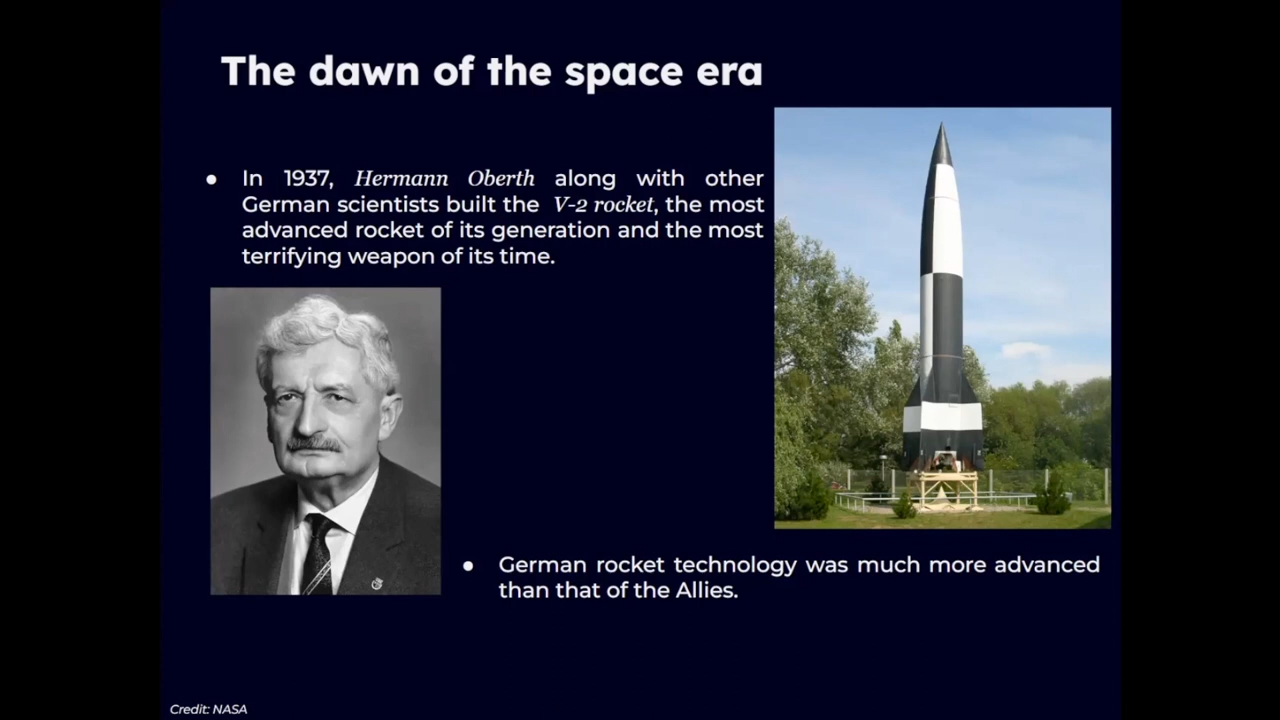 The dawn of the space era
● In 1937, Hermann Oberth along with other
German scientists built the V-2 rocket, the most
advanced rocket of its generation and the most
terrifying weapon of its time.
● German rocket technology was much more advanced
than that of the Allies.
Credit: NASA